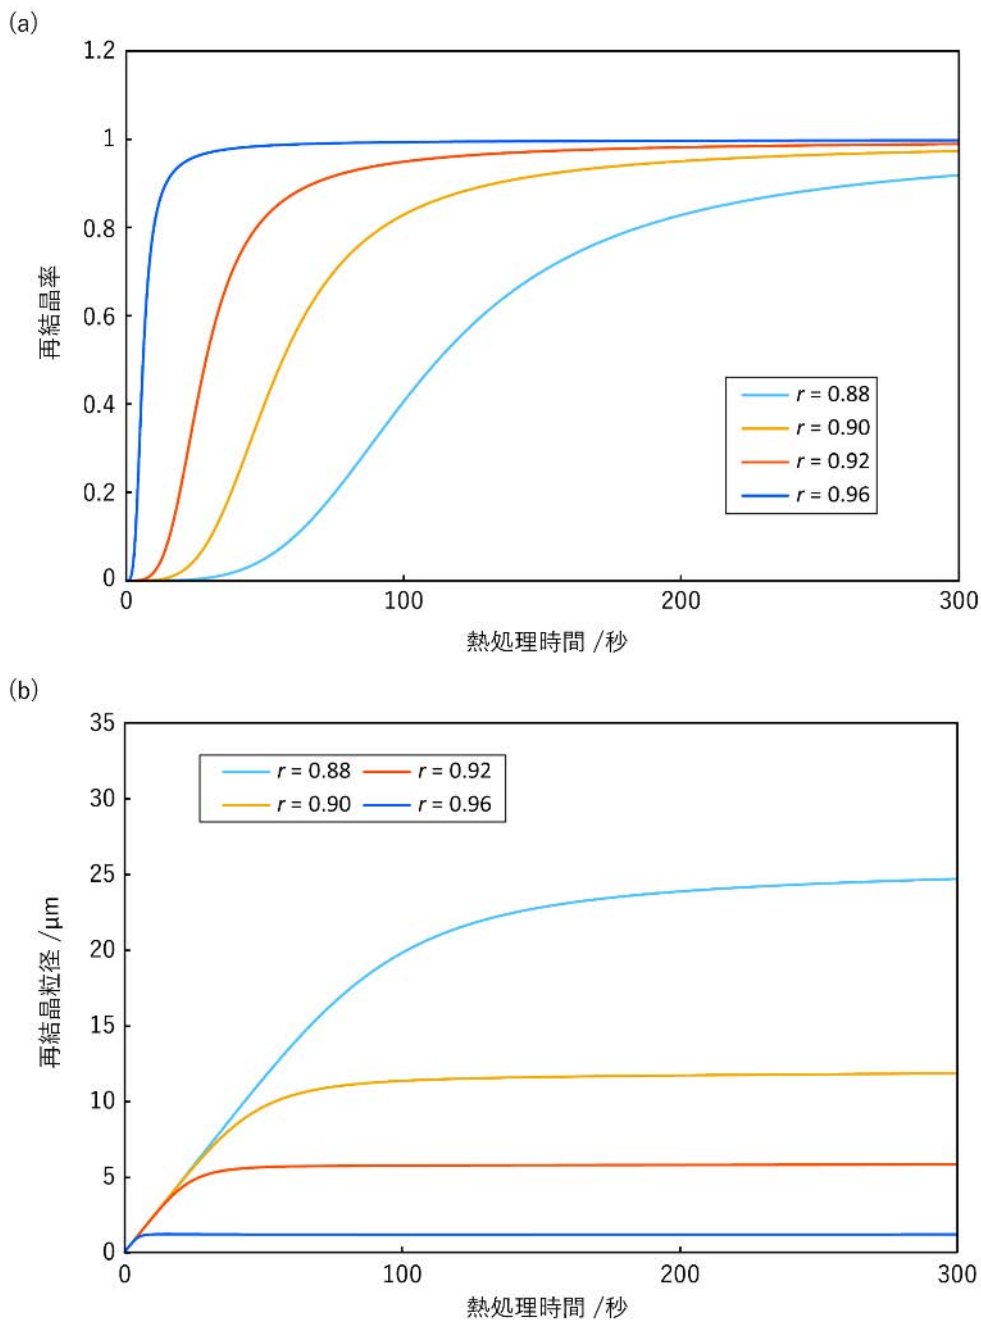 (a)
1.2
1
0.8
0.6
0.4
0.2
0
再結晶率
r = 0.88
r = 0.90
r = 0.92
r = 0.96
0 100 200 300
熱処理時間 /秒
(b)
35
30
25
20
15
10
5
0
再結晶粒径 /μm
r = 0.88 r = 0.92
r = 0.90 r = 0.96
0 100 200 300
熱処理時間 /秒